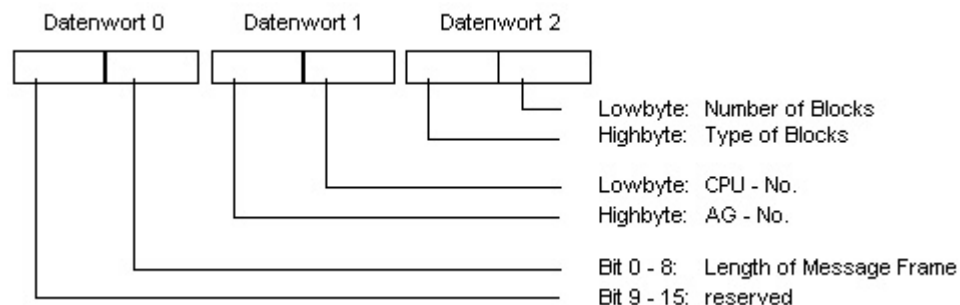 Datenwort 0 Datenwort 1 Datenwort 2
Lowbyte: Number of Blocks
Highbyte: Type of Blocks
Lowbyte: CPU - No.
Highbyte: AG - No.
Bit 0 - 8: Length of Message Frame
Bit 9 - 15: reserved